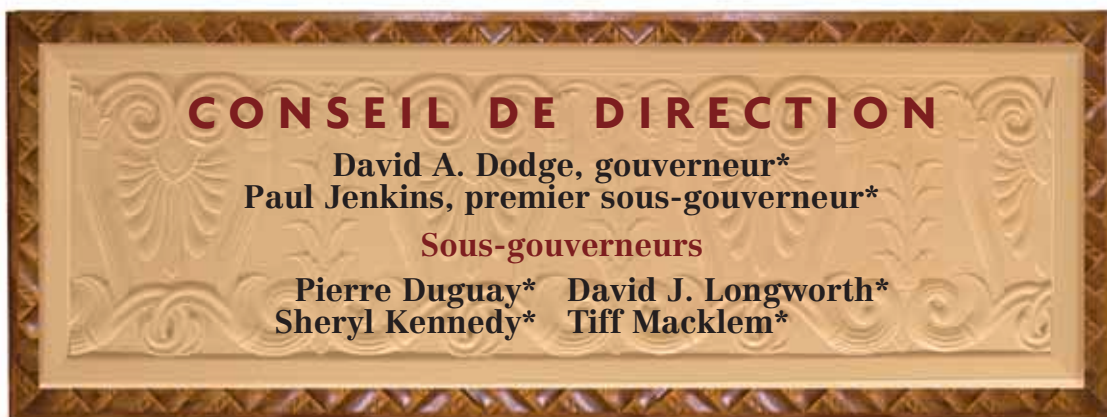 CONSEIL DE DIRECTION
David A. Dodge, gouverneur*
Paul Jenkins, premier sous-gouverneur*
Sous-gouverneurs
Pierre Duguay* David J. Longworth*
Sheryl Kennedy* Tiff Macklem*